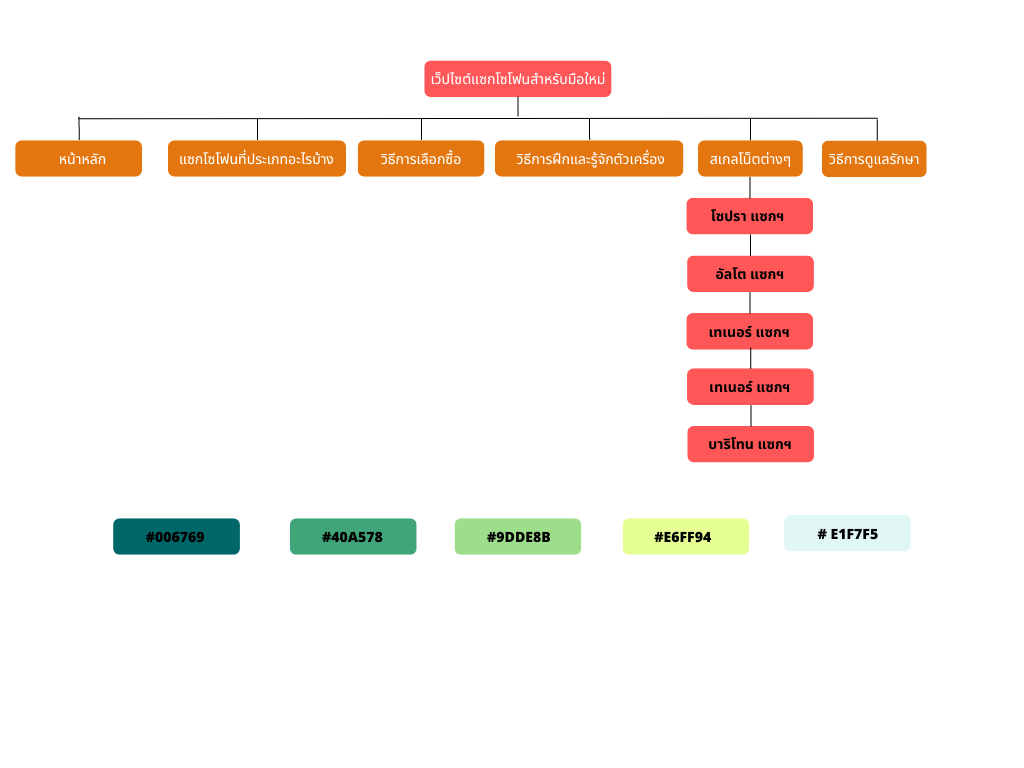 เว็ปไซต์แซกโซโฟนสำหรับมือใหม่
หน้าหลัก
แซกโซโฟนที่ประเภทอะไรบ้าง
วิธีการเลือกซื้อ
วิธีการฝึกและรู้จักตัวเครื่อง
สเกลโน็ตต่างๆ
วิธีการดูแลรักษา
โซปรา แซกฯ
อัลโต แซกฯ
เทเนอร์ แซกฯ
เทเนอร์ แซกฯ
บาริโทน แซกฯ
#006769
#40A578
#9DDE8B
#E6FF94
# E1F7F5